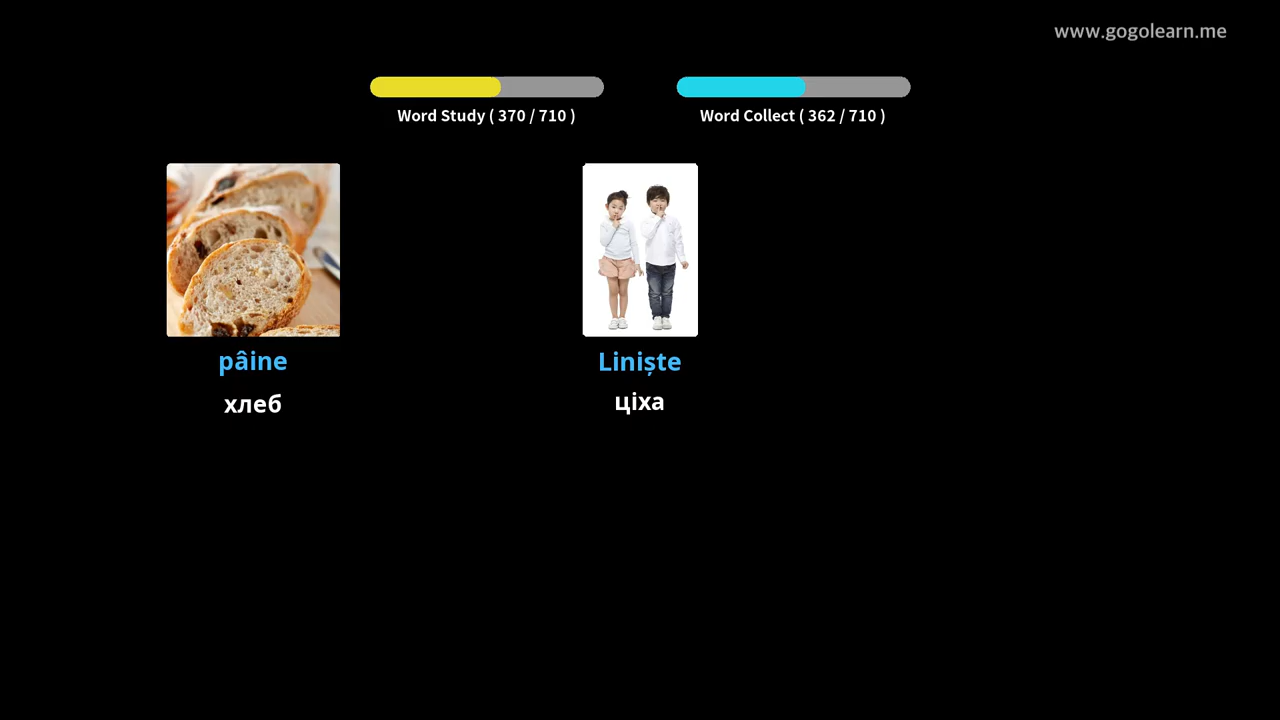 www.gogolearn.me
Word Study ( 370 / 710 )
Word Collect ( 362 / 710 )
pâine
хлеб
Liniște
ціха